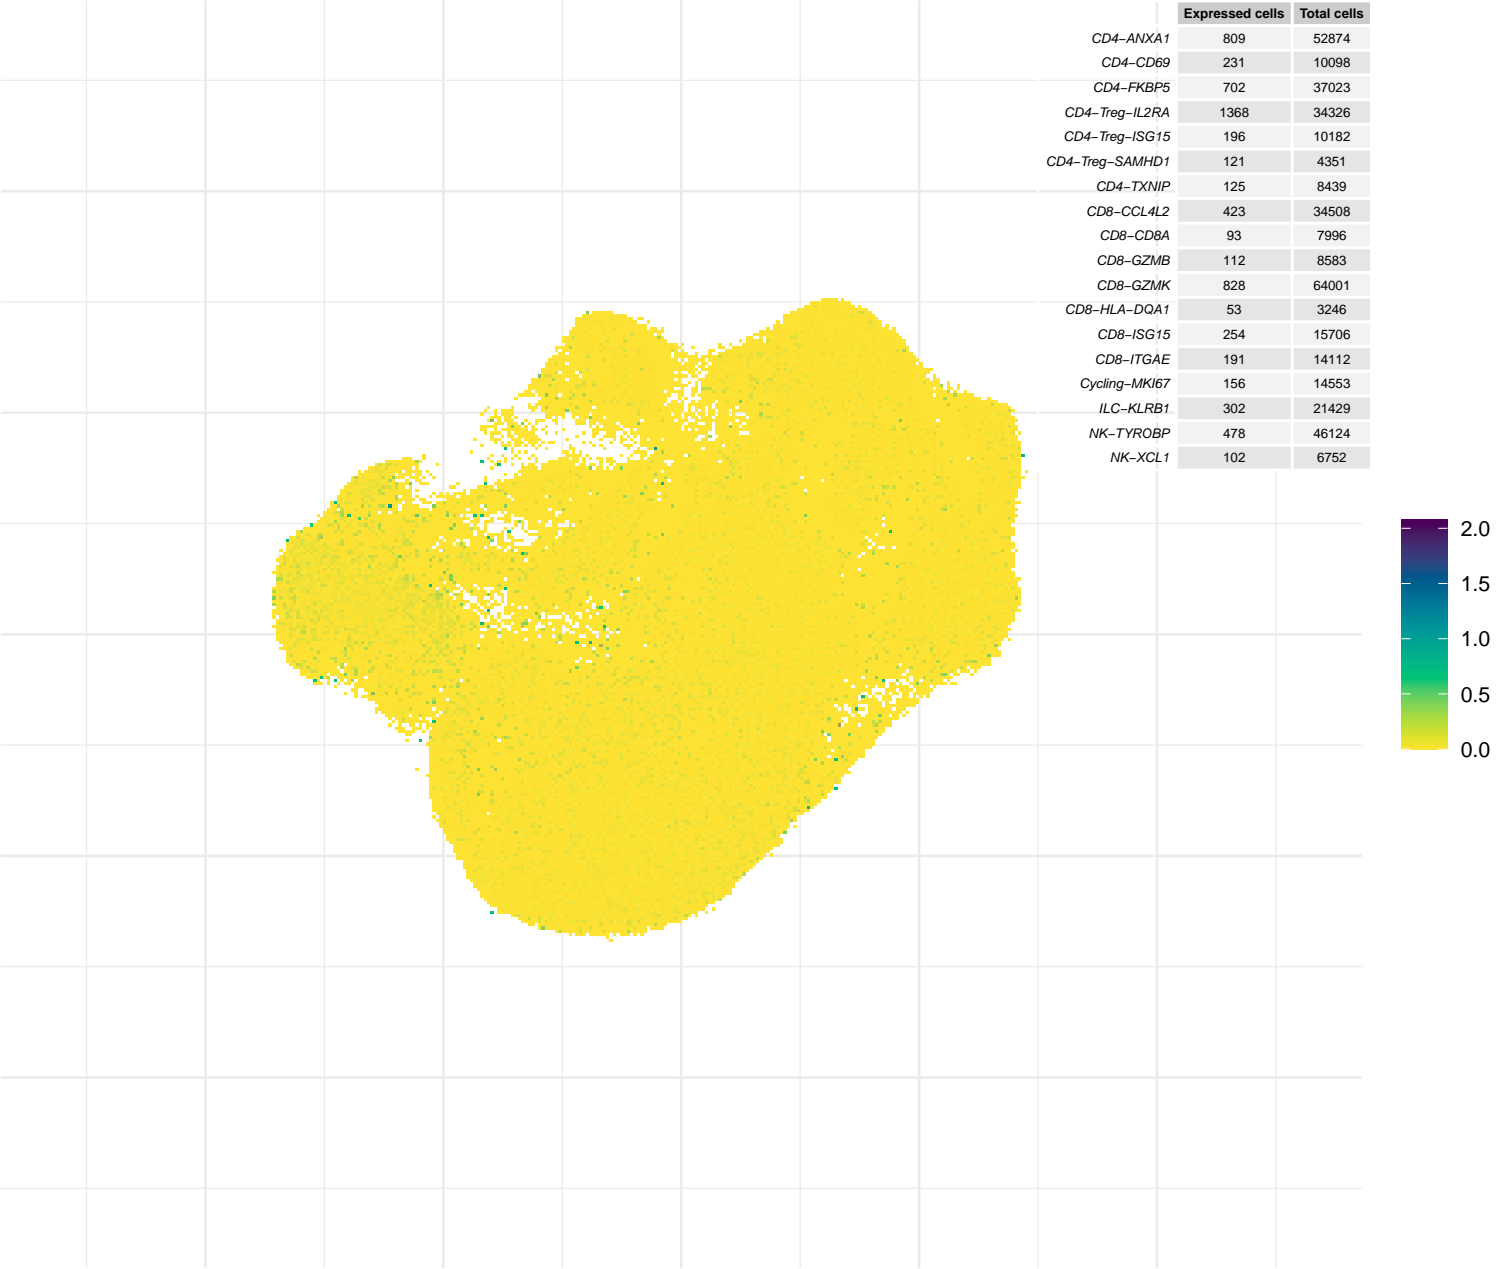 Expressed cells Total cells
CD4−ANXA1 809 52874
CD4−CD69 231 10098
CD4−FKBP5 702 37023
CD4−Treg−IL2RA 1368 34326
CD4−Treg−ISG15 196 10182
CD4−Treg−SAMHD1 121 4351
CD4−TXNIP 125 8439
CD8−CCL4L2 423 34508
CD8−CD8A 93 7996
CD8−GZMB 112 8583
CD8−GZMK 828 64001
CD8−HLA−DQA1 53 3246
CD8−ISG15 254 15706
CD8−ITGAE 191 14112
Cycling−MKI67 156 14553
ILC−KLRB1 302 21429
NK−TYROBP 478 46124
NK−XCL1 102 6752
2.0
1.5
1.0
0.5
0.0